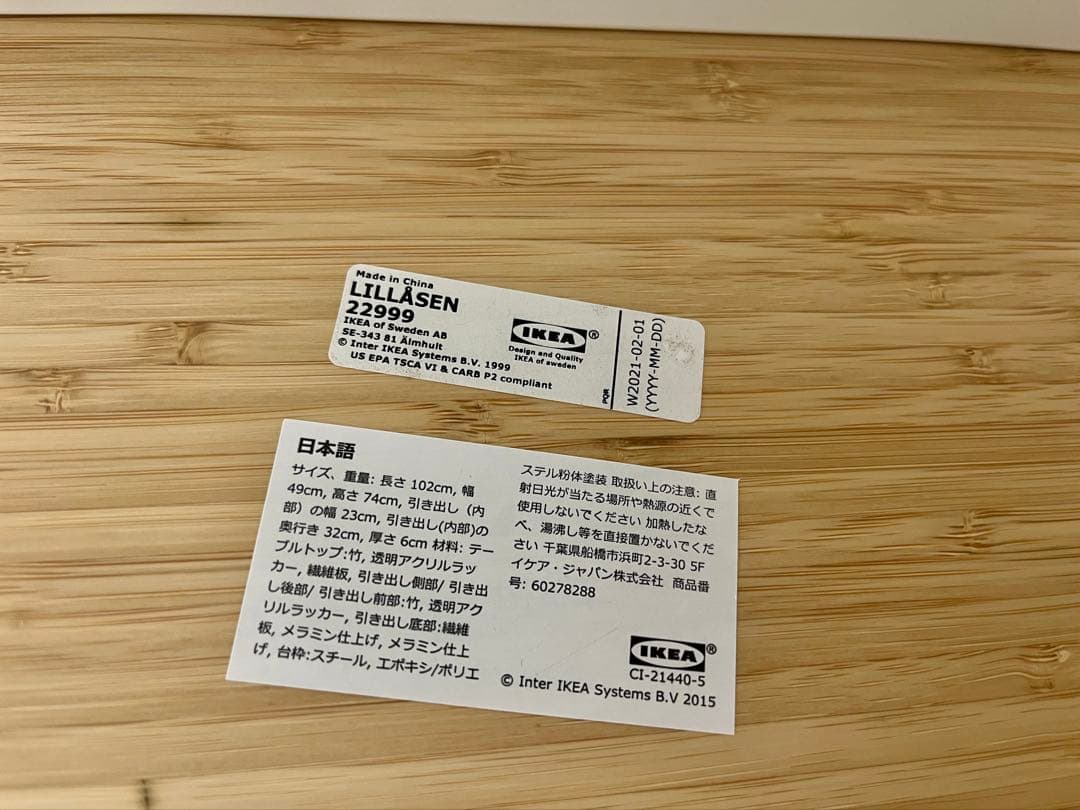 Made in China
LILLÅSEN
22999
IKEA of Sweden AB
SE-343 81 Älmhult
© Inter IKEA Systems B.V. 1999
US EPA TSCA VI & CARB P2 compliant
IKEA®
Design and Quality
IKEA of Sweden
PQR
W2021-02-01
(YYYY-MM-DD)
日本語
サイズ、重量: 長さ 102cm, 幅
49cm, 高さ 74cm, 引き出し（内
部）の幅 23cm, 引き出し(内部)の
奥行き 32cm, 厚さ 6cm 材料: テー
ブルトップ:竹, 透明アクリルラッ
カー, 繊維板, 引き出し側部/ 引き出
し後部/ 引き出し前部:竹, 透明アク
リルラッカー, 引き出し底部:繊維
板, メラミン仕上げ, メラミン仕上
げ, 台枠:スチール, エポキシ/ポリエ
ステル粉体塗装 取扱い上の注意: 直
射日光が当たる場所や熱源の近くで
使用しないでください 加熱したな
べ、湯沸し等を直接置かないでくだ
さい 千葉県船橋市浜町2-3-30 5F
イケア・ジャパン株式会社 商品番
号: 60278288
IKEA®
CI-21440-5
© Inter IKEA Systems B.V 2015